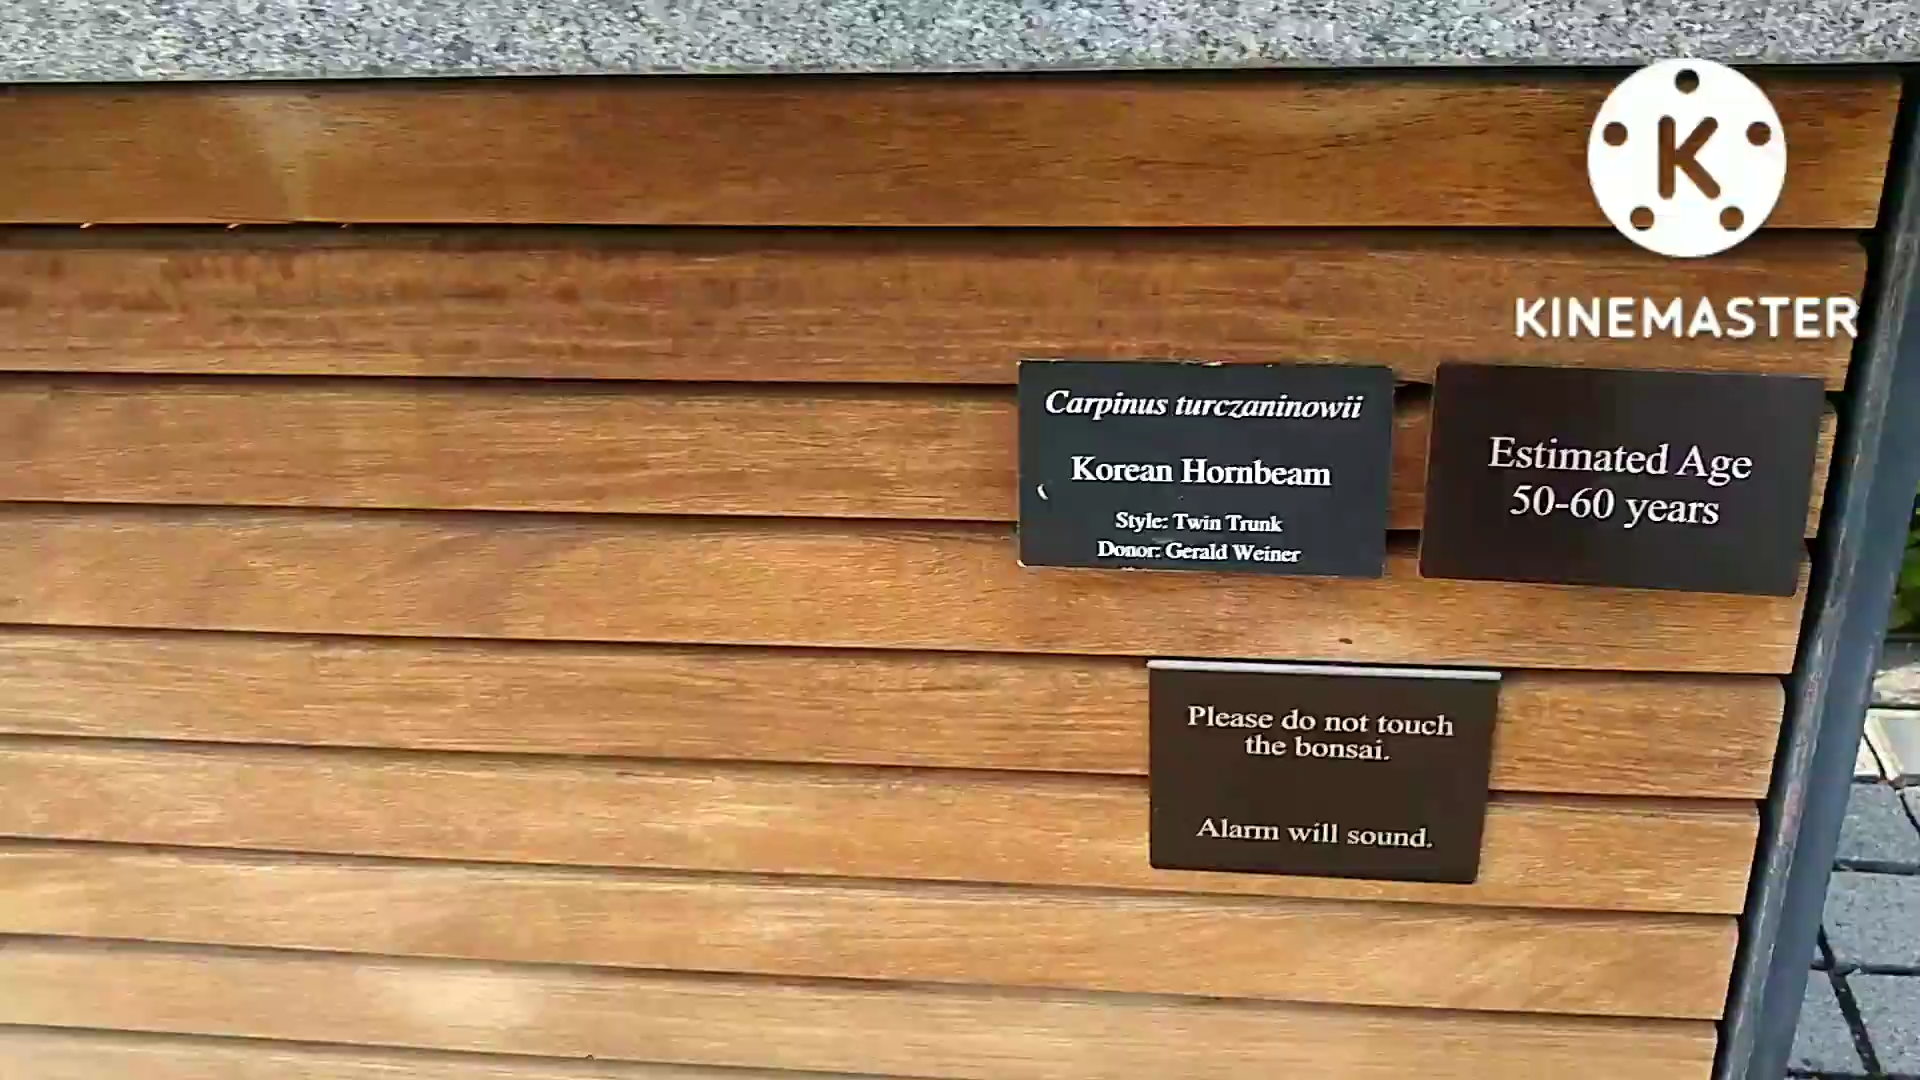 K
KINEMASTER
Carpinus turczaninowii
Korean Hornbeam
Style: Twin Trunk
Donor: Gerald Weiner
Estimated Age
50-60 years
Please do not touch
the bonsai.
Alarm will sound.